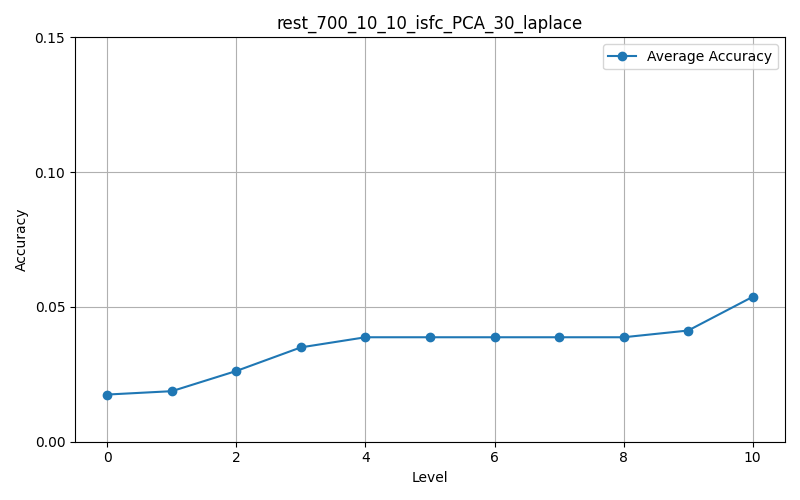 rest_700_10_10_isfc_PCA_30_laplace
Average Accuracy
0.15
0.10
0.05
0.00
Accuracy
0 2 4 6 8 10
Level